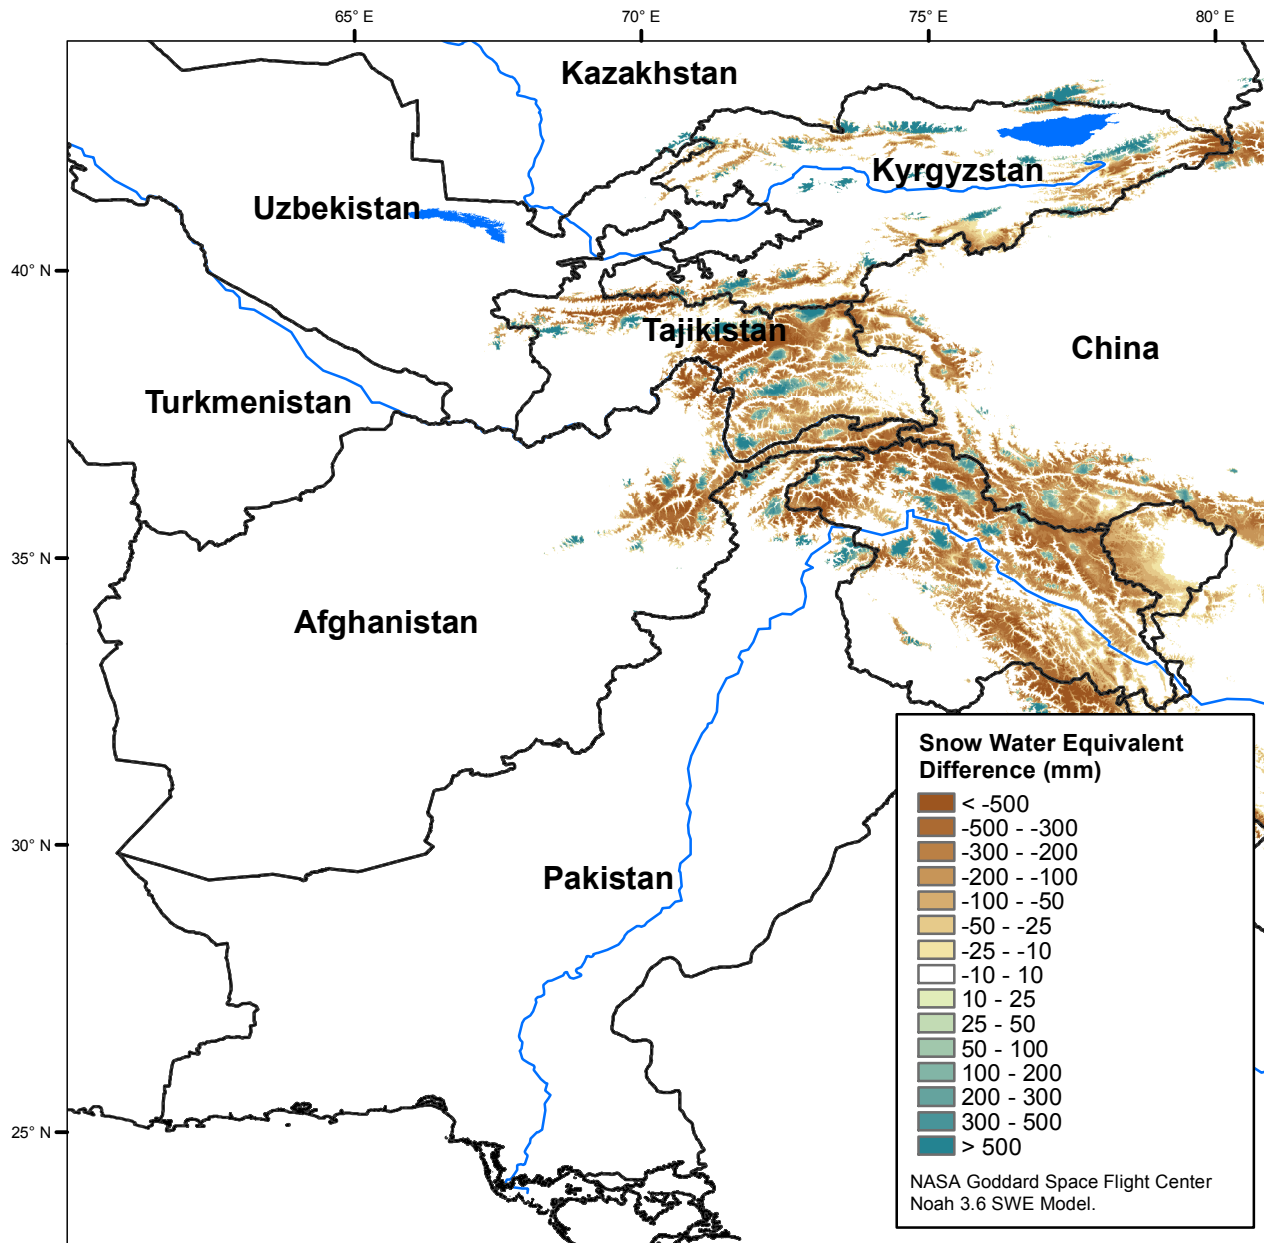 65° E
70° E
75° E
80° E
Kazakhstan
Kyrgyzstan
Uzbekistan
40° N
Tajikistan
China
Turkmenistan
35° N
Afghanistan
Snow Water Equivalent
Difference (mm)
< -500
-500 - -300
-300 - -200
-200 - -100
-100 - -50
-50 - -25
-25 - -10
-10 - 10
10 - 25
25 - 50
50 - 100
100 - 200
200 - 300
300 - 500
> 500
NASA Goddard Space Flight Center
Noah 3.6 SWE Model.
30° N
Pakistan
25° N